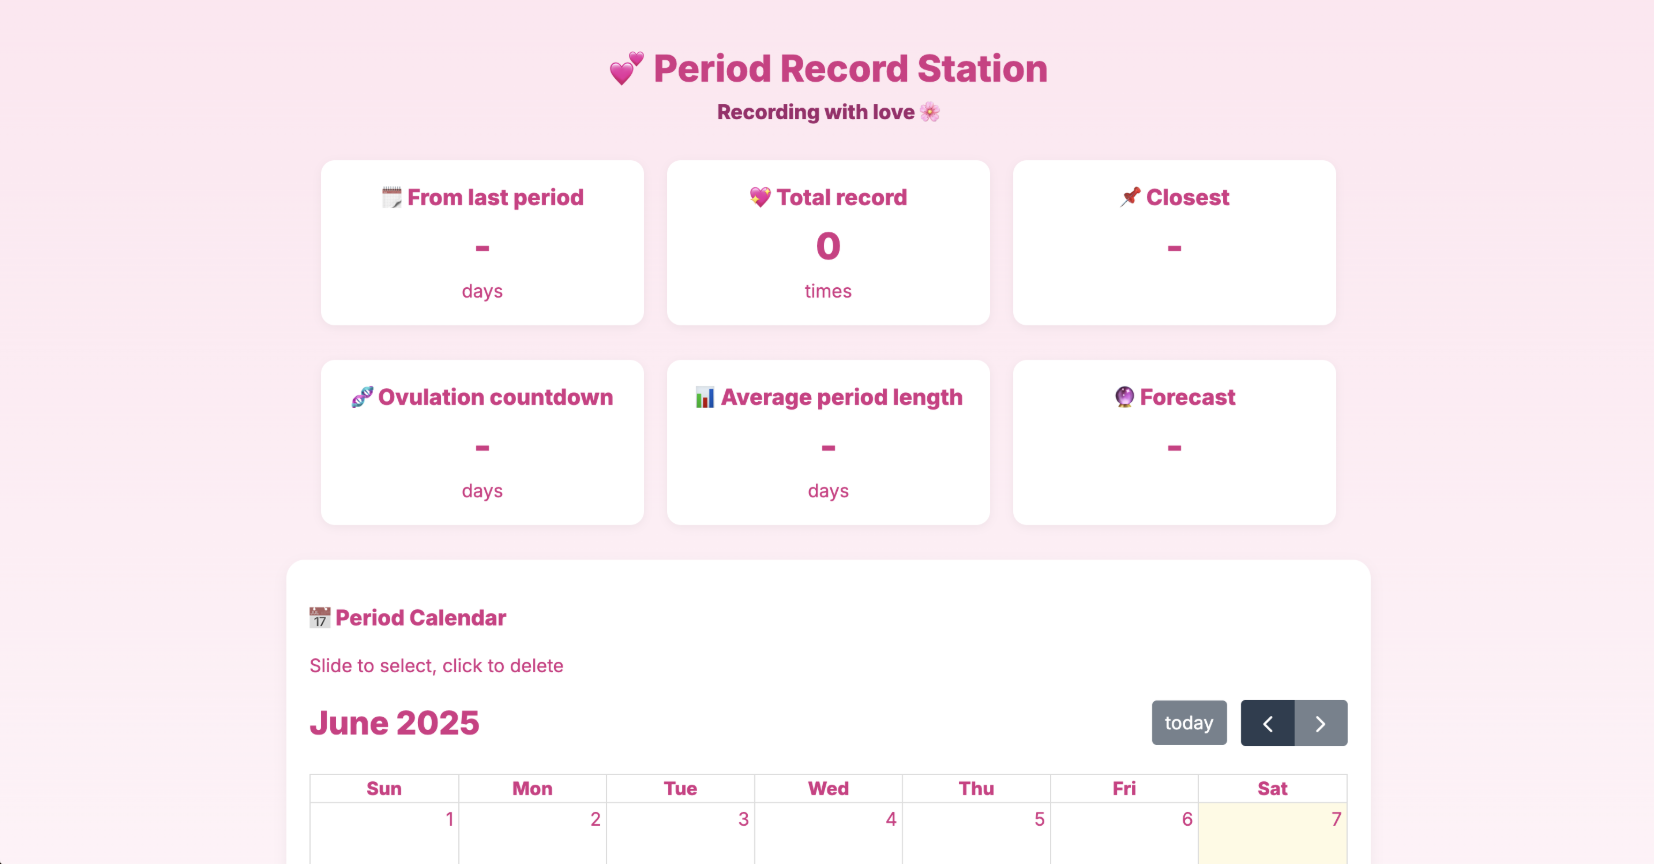 💕 Period Record Station
Recording with love 🌸
🗓️ From last period
-
days
💖 Total record
0
times
📌 Closest
-
🧬 Ovulation countdown
-
days
📊 Average period length
-
days
🔮 Forecast
-
📅 Period Calendar
Slide to select, click to delete
June 2025
today
Sun Mon Tue Wed Thu Fri Sat
1 2 3 4 5 6 7